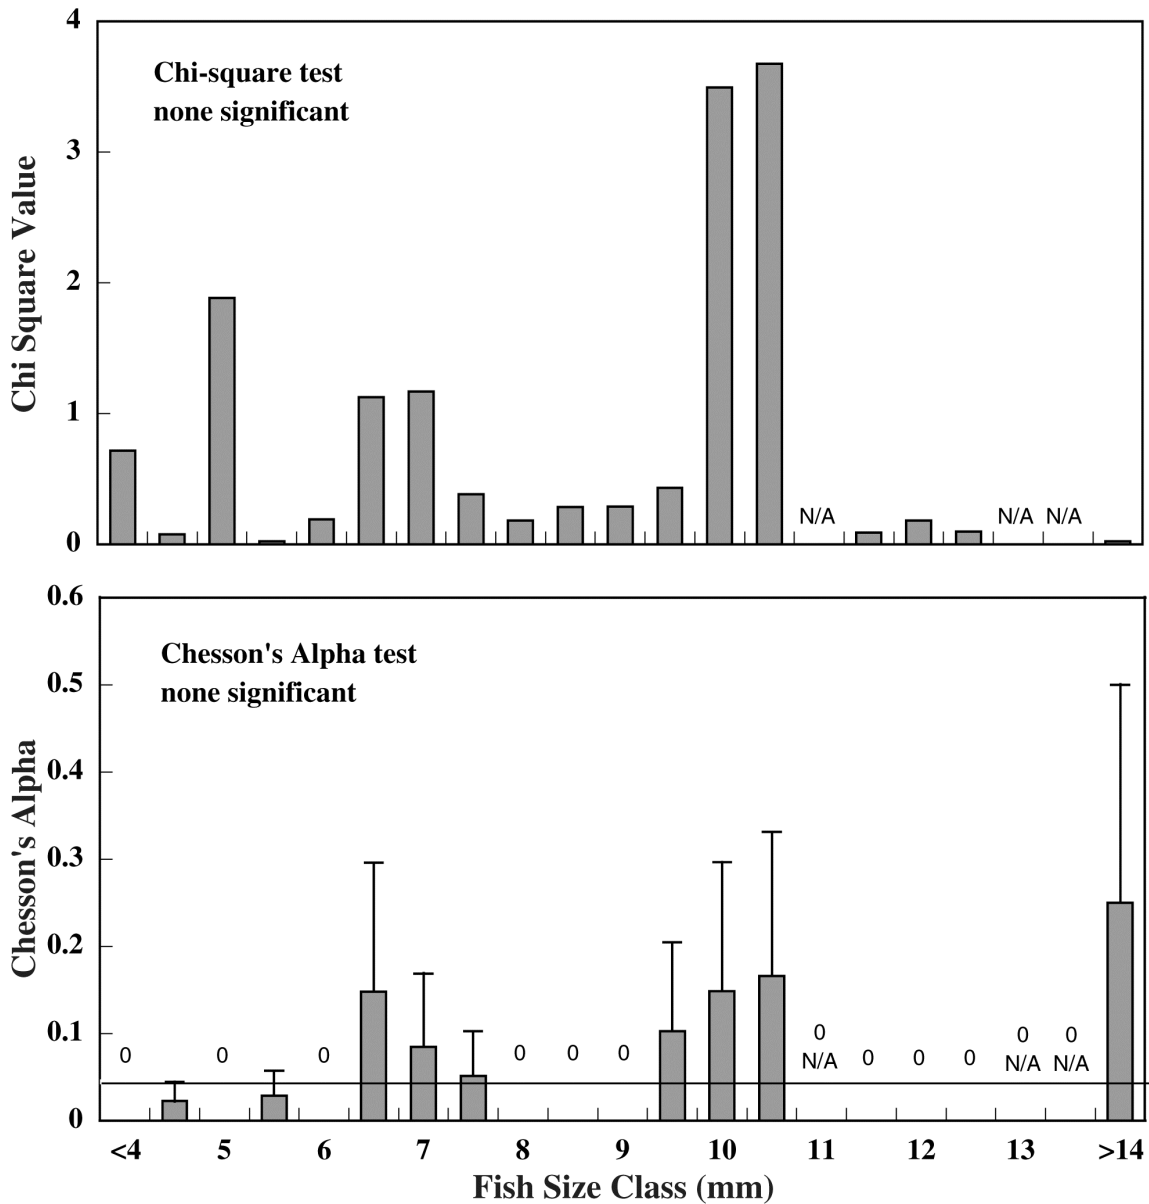 4
Chi-square test
none significant
3
2
1
0
Chi Square Value
N/A
N/A N/A
0.6
Chesson's Alpha test
none significant
0.5
0.4
0.3
0.2
0.1
0
Chesson's Alpha
0 0 0 0 0 0 0 0 0 0 0 0
N/A N/A N/A
<4 5 6 7 8 9 10 11 12 13 >14
Fish Size Class (mm)